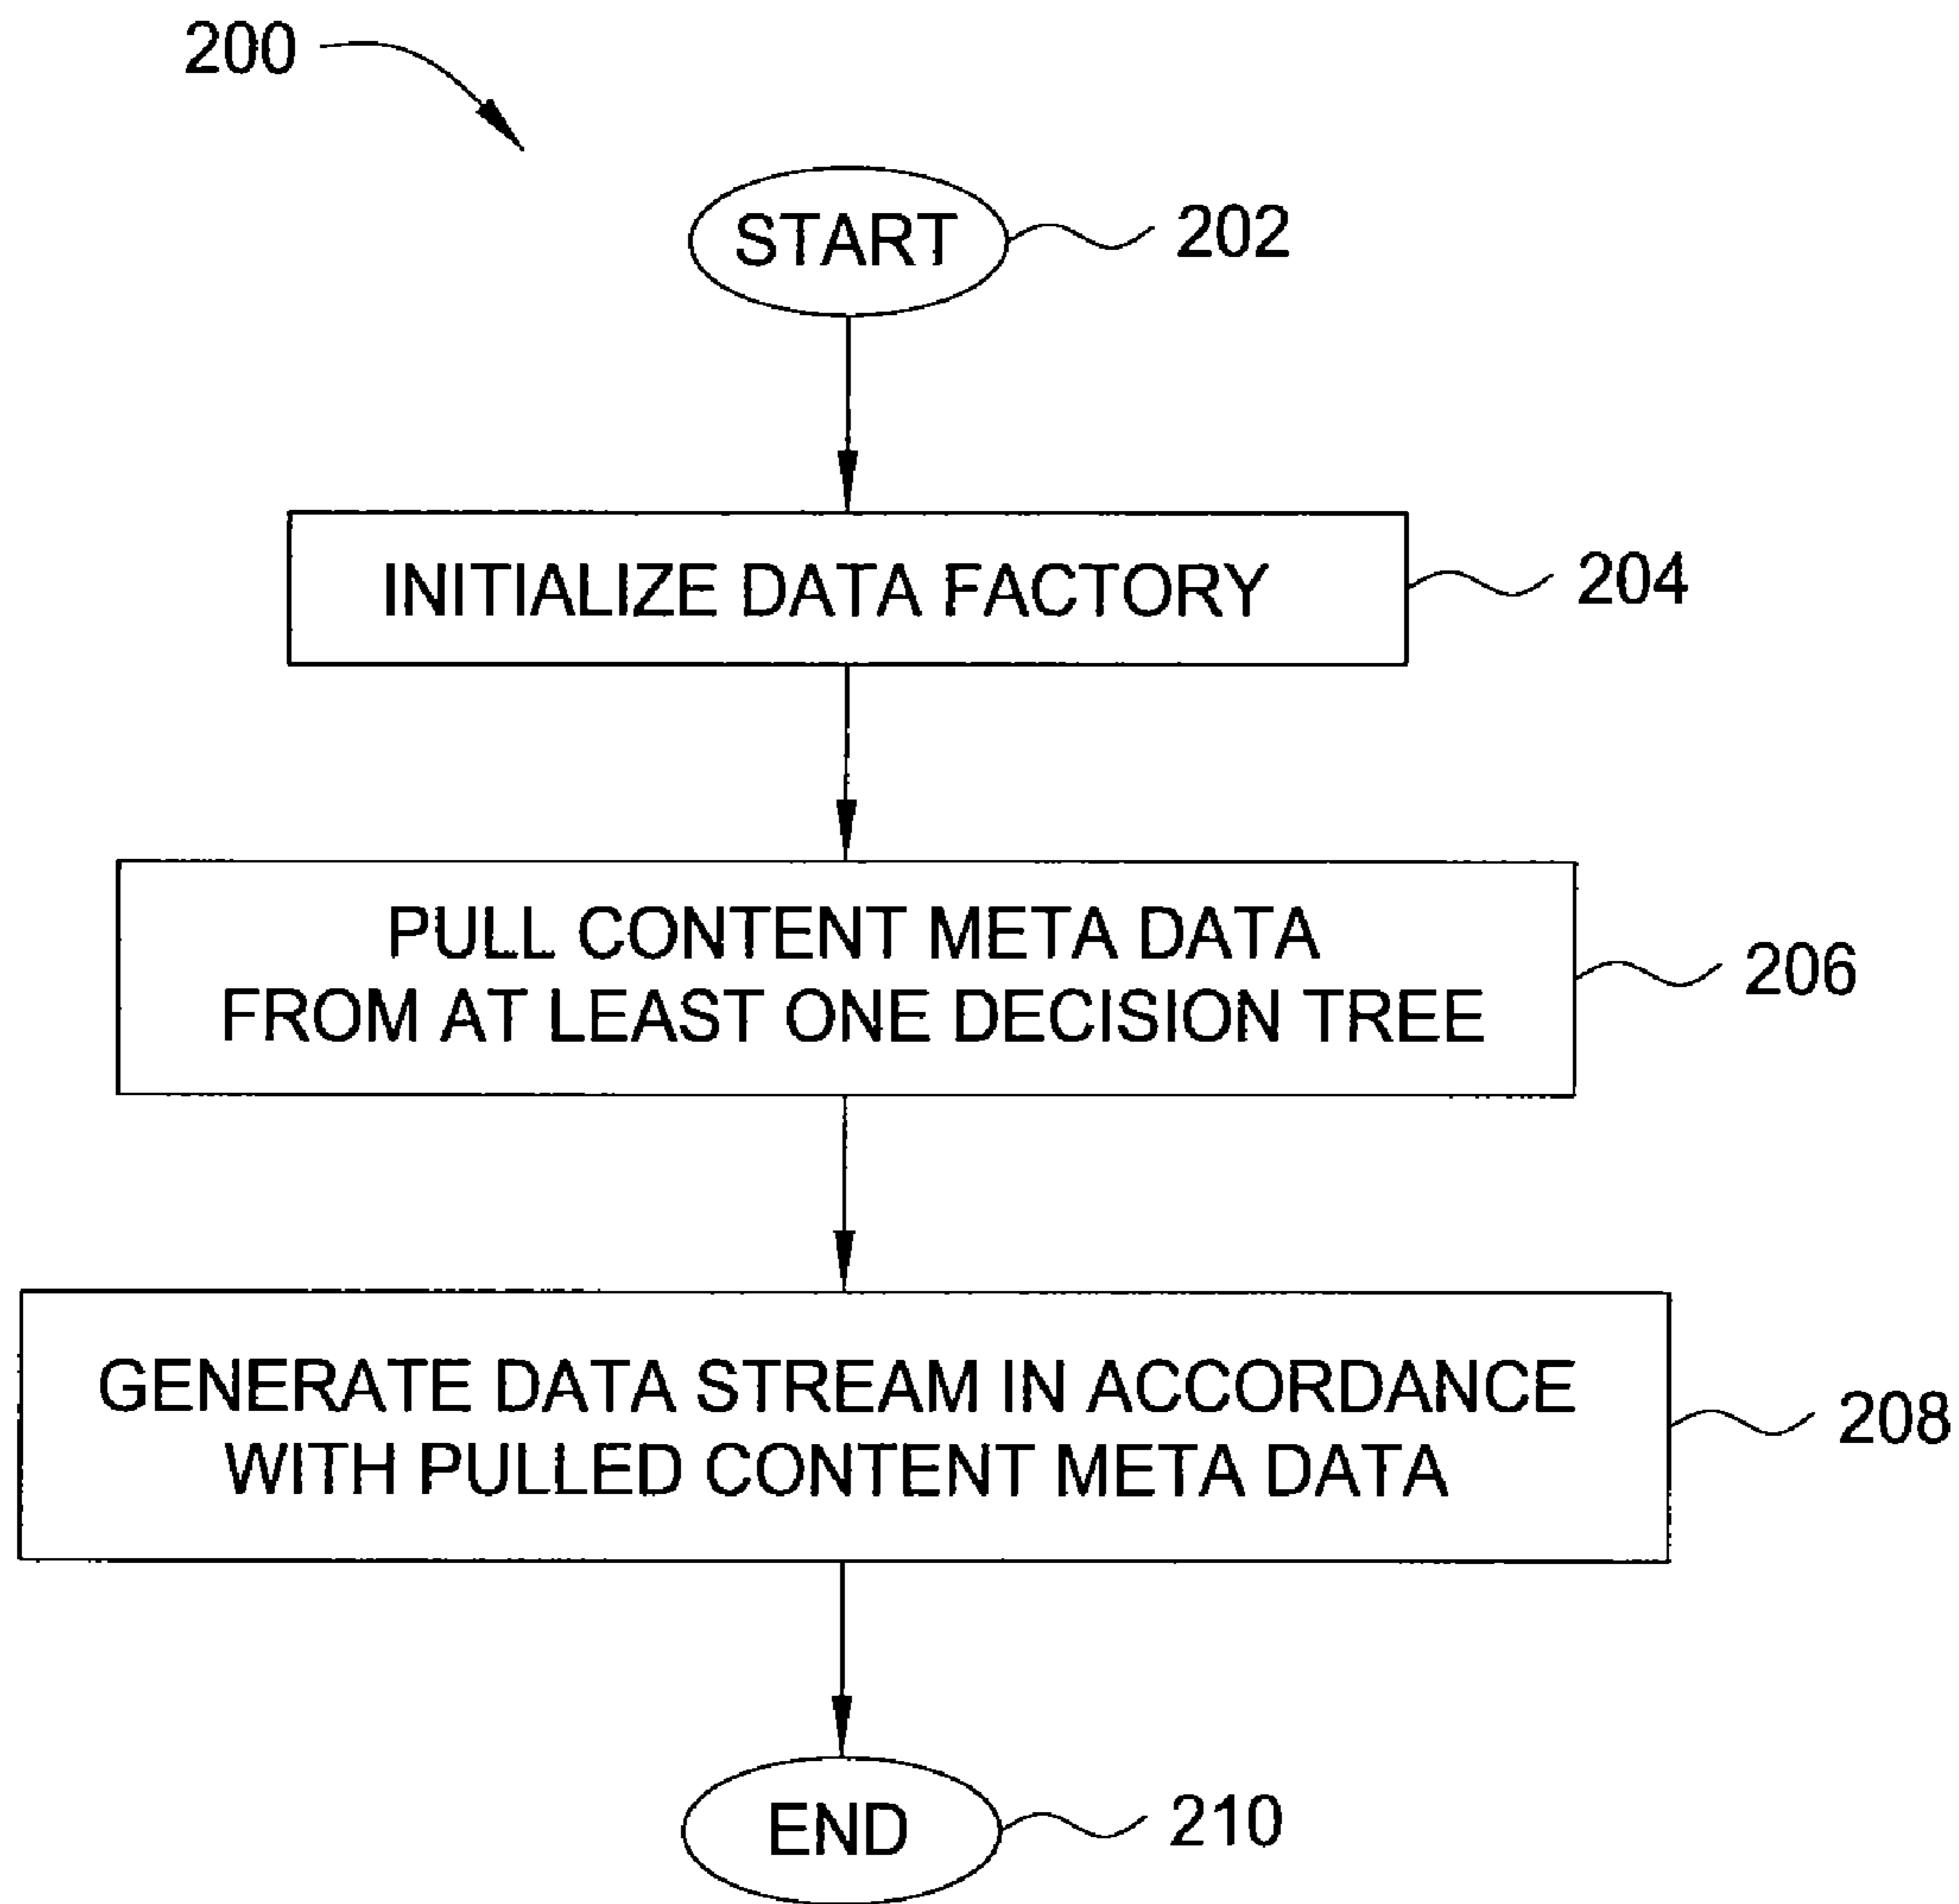 200
START
202
INITIALIZE DATA FACTORY
204
PULL CONTENT META DATA
FROM AT LEAST ONE DECISION TREE
206
GENERATE DATA STREAM IN ACCORDANCE
WITH PULLED CONTENT META DATA
208
END
210